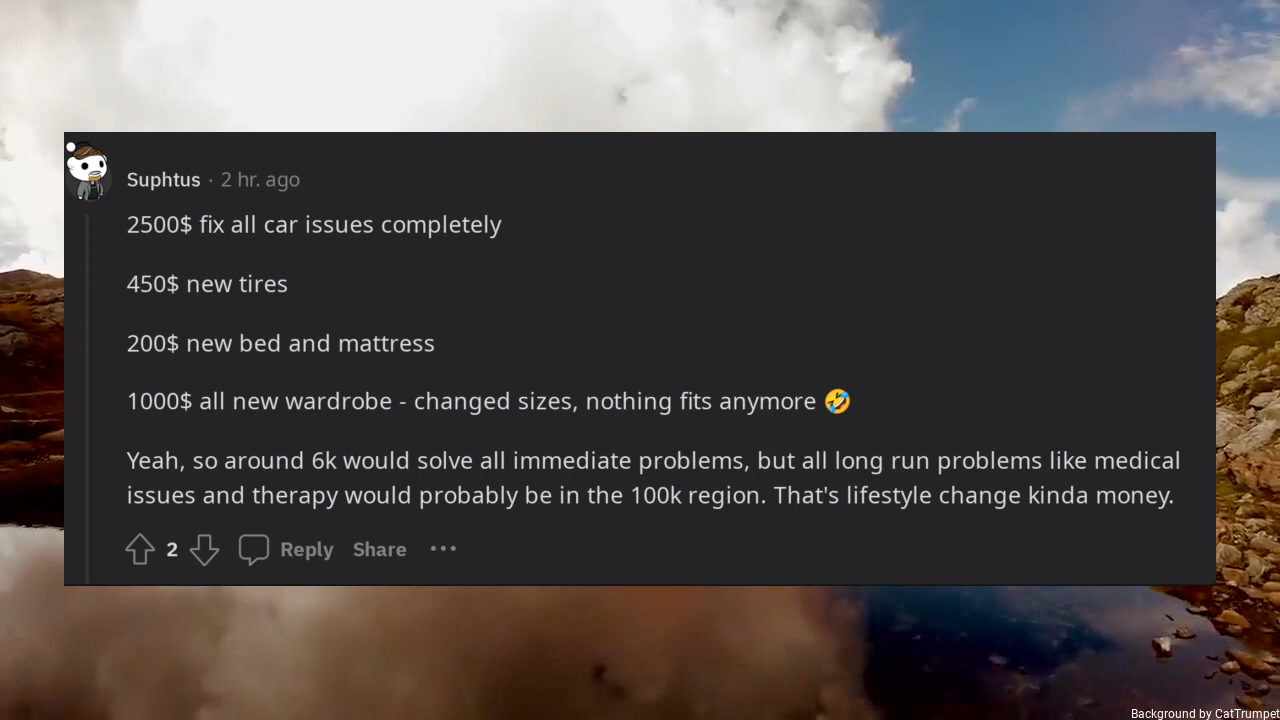 Suphtus · 2 hr. ago
2500$ fix all car issues completely
450$ new tires
200$ new bed and mattress
1000$ all new wardrobe - changed sizes, nothing fits anymore 🤣
Yeah, so around 6k would solve all immediate problems, but all long run problems like medical
issues and therapy would probably be in the 100k region. That's lifestyle change kinda money.
2 Reply Share •••
Background by CatTrumpet